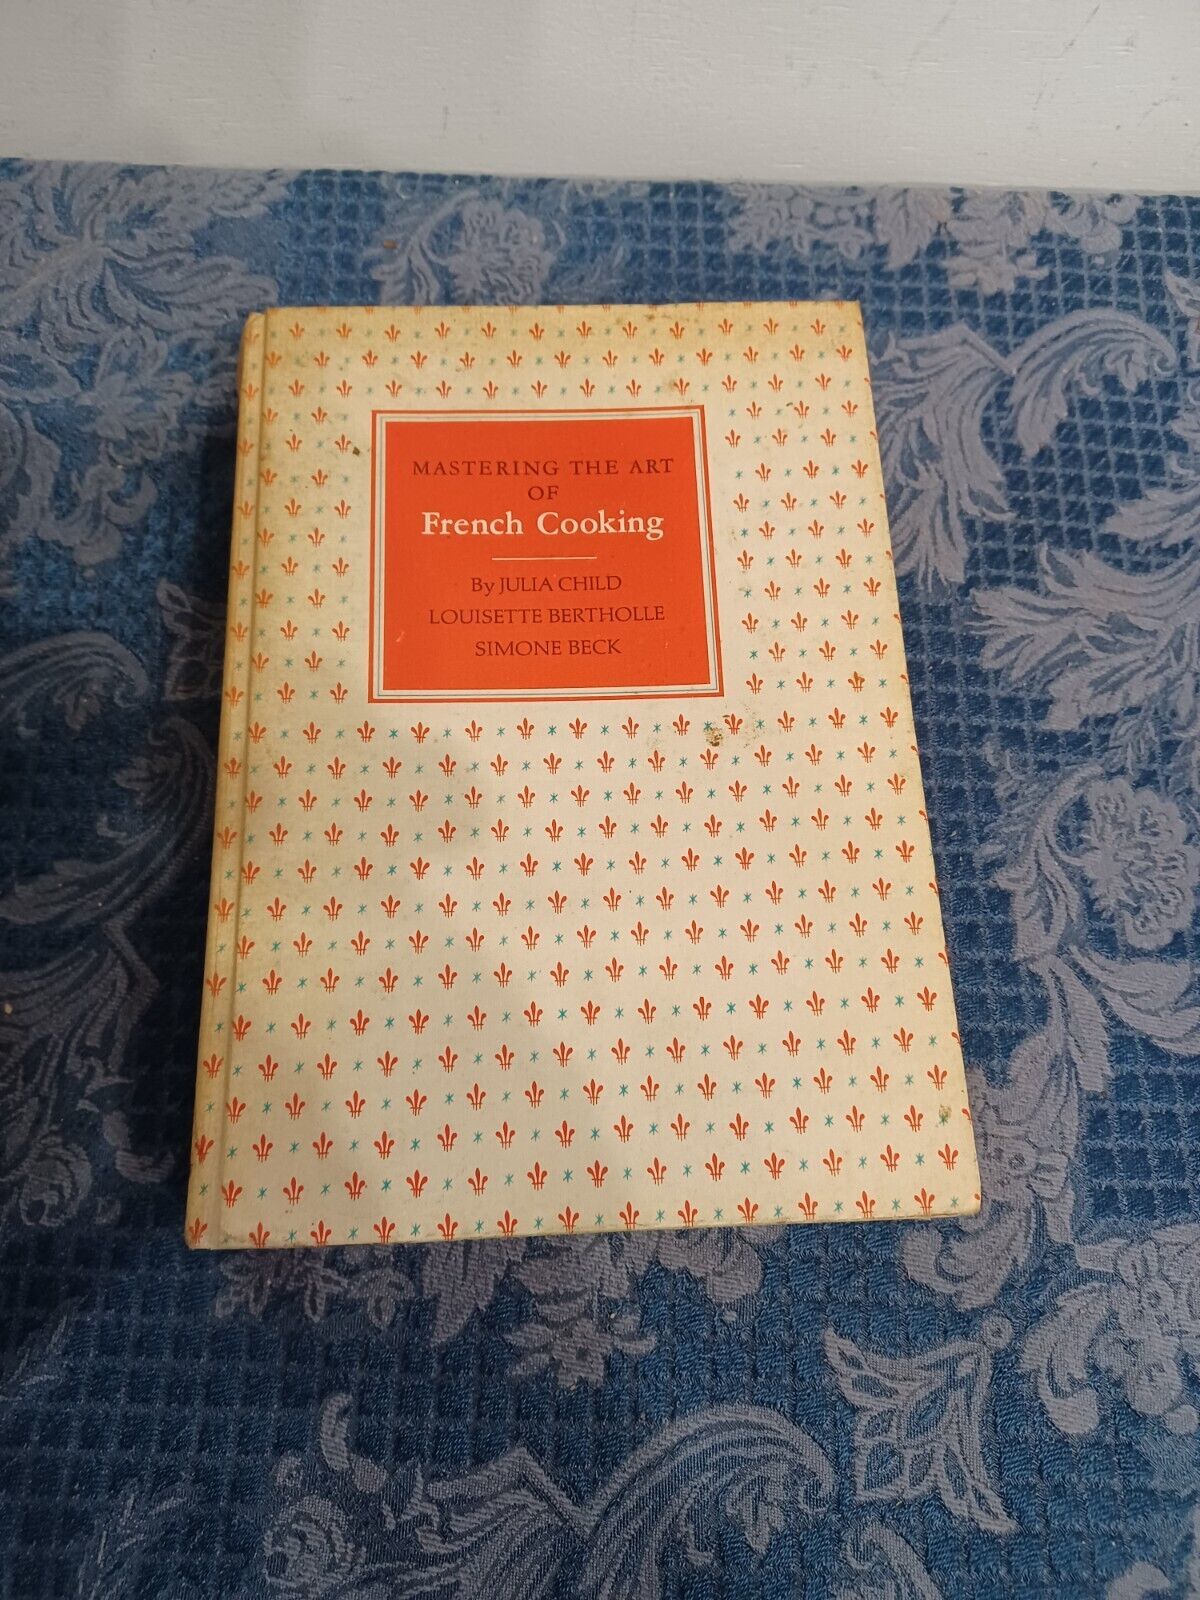 MASTERING THE ART
OF
French Cooking
By JULIA CHILD
LOUISETTE BERTHOLLE
SIMONE BECK